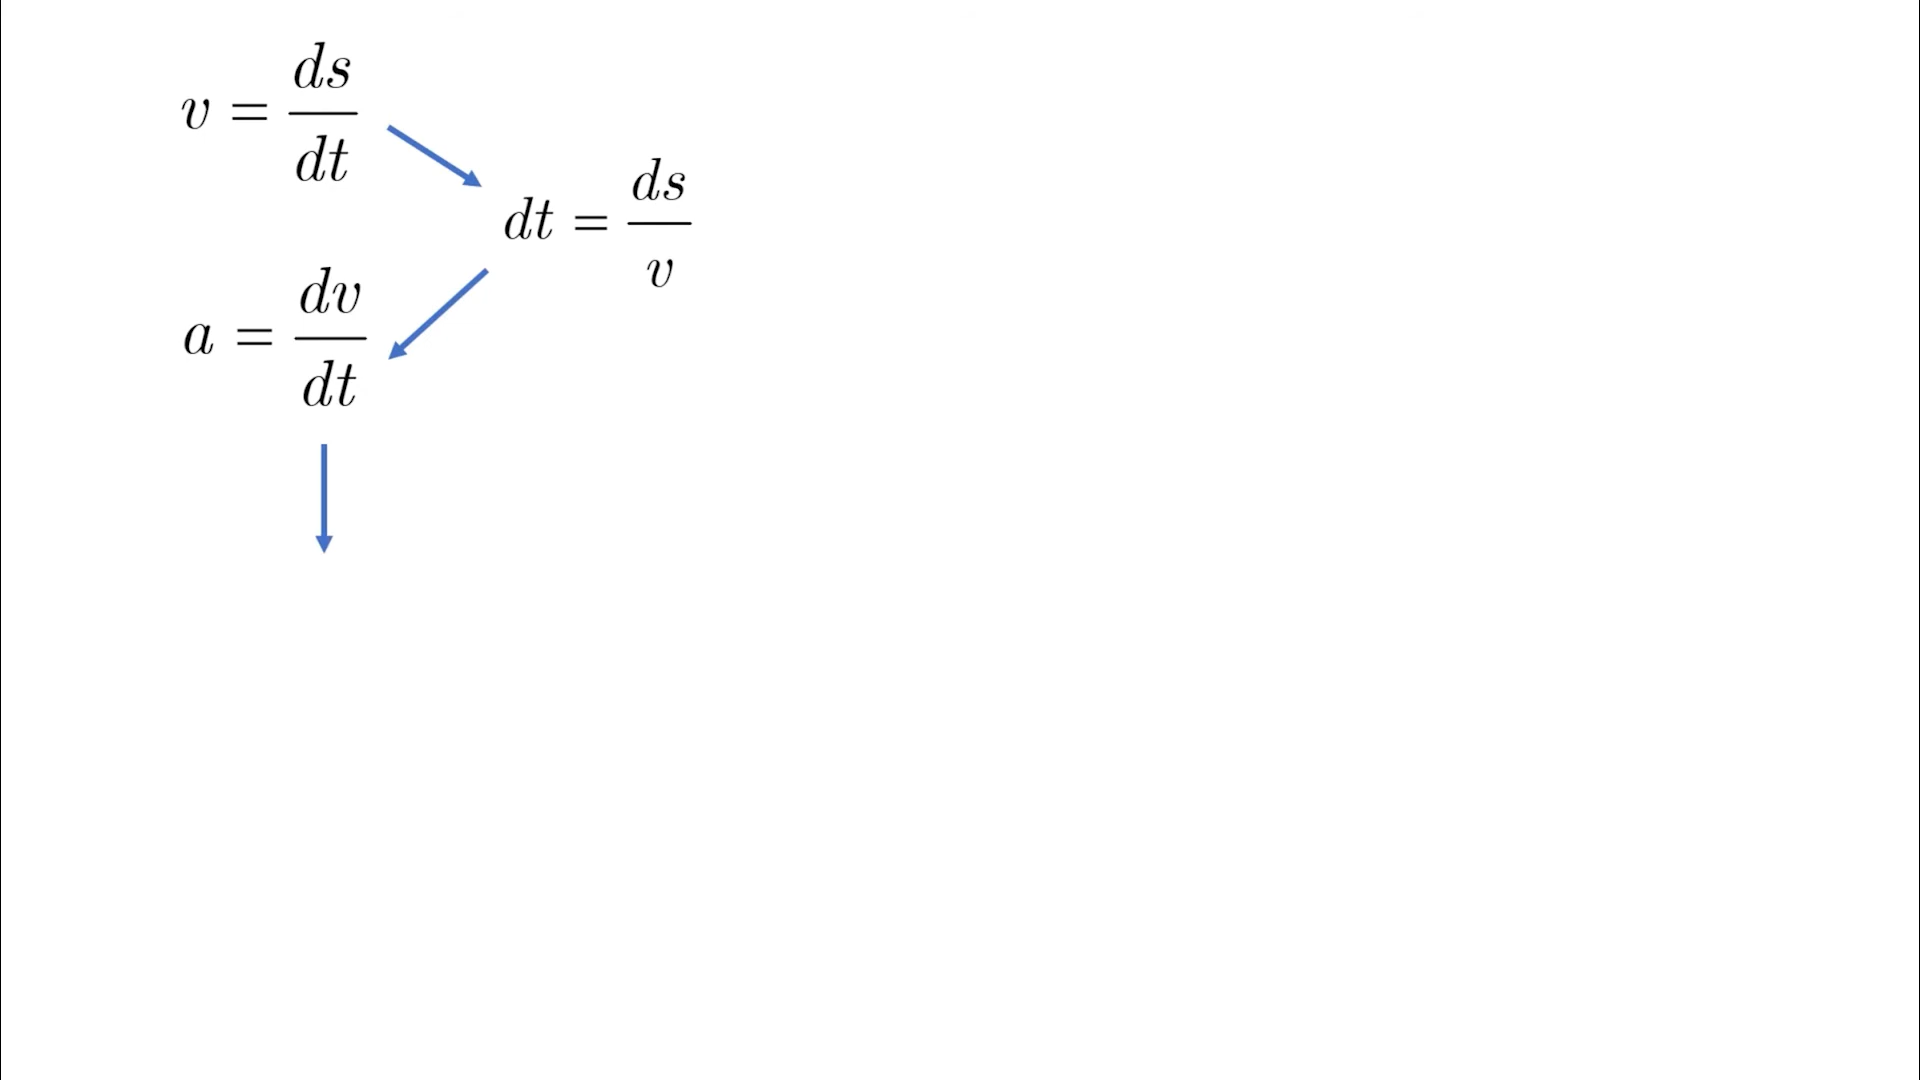 v = ds/dt
dt = ds/v
a = dv/dt